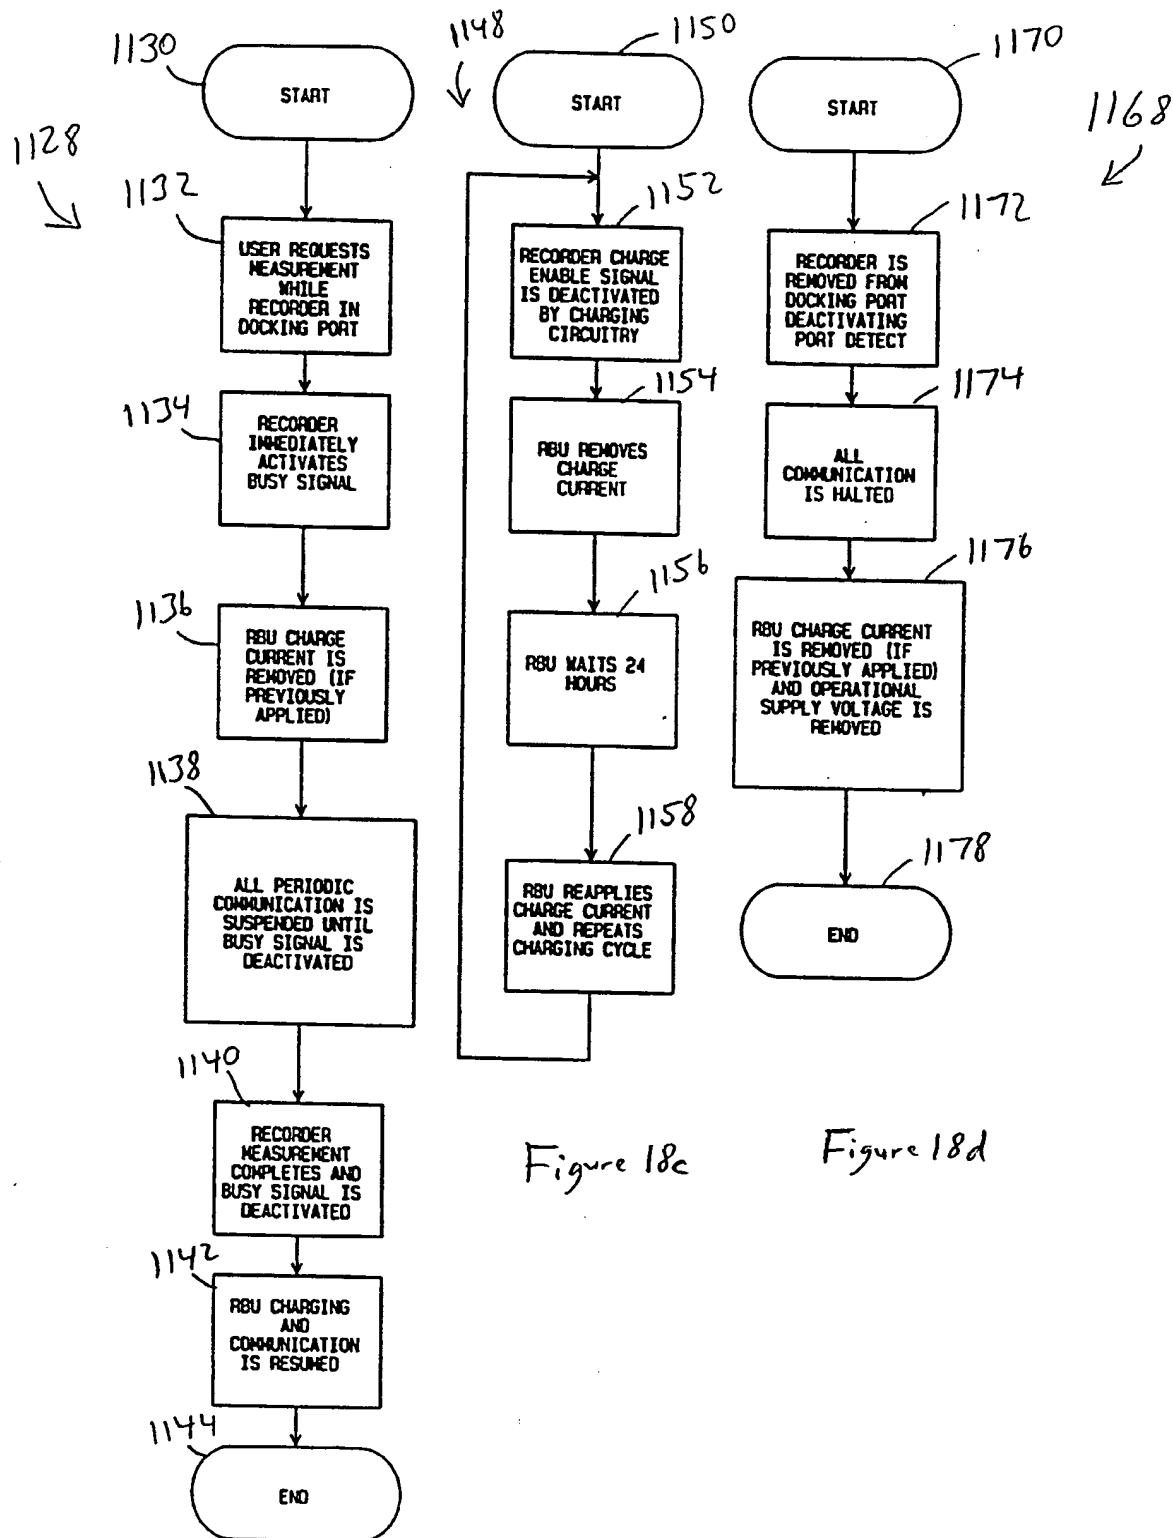 1128
1130
START
1132
USER REQUESTS
MEASUREMENT
WHILE
RECORDER IN
DOCKING PORT
1134
RECORDER
IMMEDIATELY
ACTIVATES
BUSY SIGNAL
1136
RBU CHARGE
CURRENT IS
REMOVED (IF
PREVIOUSLY
APPLIED)
1138
ALL PERIODIC
COMMUNICATION IS
SUSPENDED UNTIL
BUSY SIGNAL IS
DEACTIVATED
1140
RECORDER
MEASUREMENT
COMPLETES AND
BUSY SIGNAL IS
DEACTIVATED
1142
RBU CHARGING
AND
COMMUNICATION
IS RESUMED
1144
END
1148
1150
START
1152
RECORDER CHARGE
ENABLE SIGNAL
IS DEACTIVATED
BY CHARGING
CIRCUITRY
1154
RBU REMOVES
CHARGE
CURRENT
1156
RBU WAITS 24
HOURS
1158
RBU REAPPLIES
CHARGE CURRENT
AND REPEATS
CHARGING CYCLE
Figure 18c
1168
1170
START
1172
RECORDER IS
REMOVED FROM
DOCKING PORT
DEACTIVATING
PORT DETECT
1174
ALL
COMMUNICATION
IS HALTED
1176
RBU CHARGE CURRENT
IS REMOVED (IF
PREVIOUSLY APPLIED)
AND OPERATIONAL
SUPPLY VOLTAGE IS
REMOVED
1178
END
Figure 18d